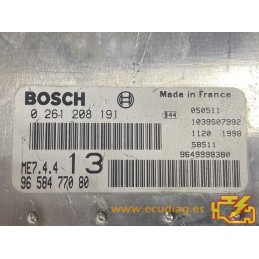 BOSCH
Made in France
0 261 208 191
944
050511
1039S07992
1120 1998
58511
9649998380
ME7.4.4 13
96 584 770 80
www.ecudiag.es